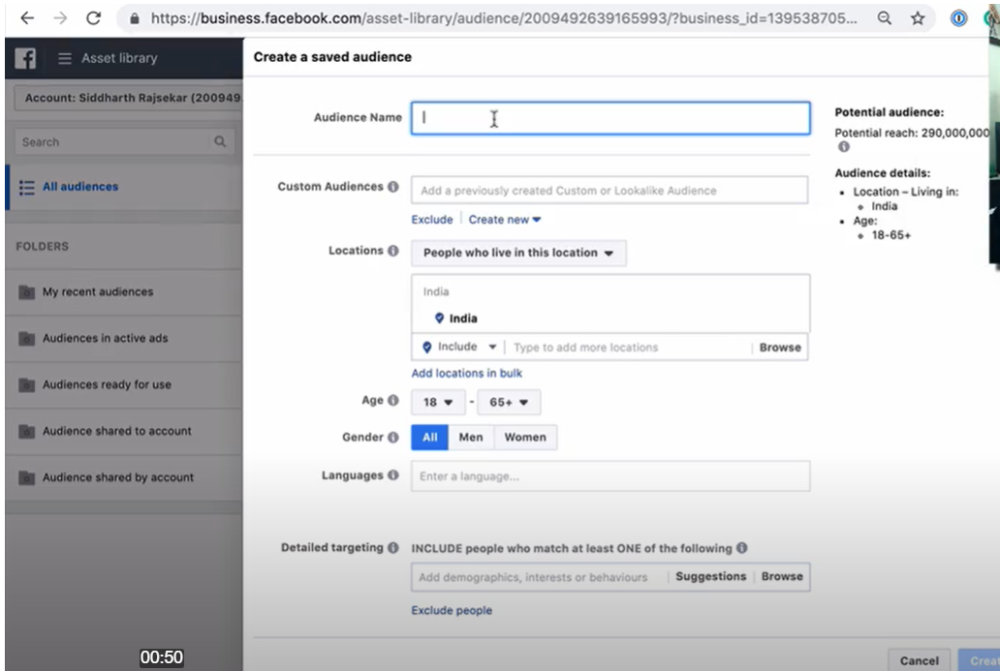 https://business.facebook.com/asset-library/audience/2009492639165993/?business_id=139538705...
Asset library
Account: Siddharth Rajsekar (200949
Search
All audiences
FOLDERS
My recent audiences
Audiences in active ads
Audiences ready for use
Audience shared to account
Audience shared by account
Create a saved audience
Audience Name
Custom Audiences
Add a previously created Custom or Lookalike Audience
Exclude | Create new
Locations
People who live in this location
India
India
Include
Type to add more locations
Browse
Add locations in bulk
Age
18 - 65+
Gender
All Men Women
Languages
Enter a language...
Detailed targeting
INCLUDE people who match at least ONE of the following
Add demographics, interests or behaviours
Suggestions
Browse
Exclude people
Potential audience:
Potential reach: 290,000,000
Audience details:
Location – Living in:
India
Age:
18-65+
Cancel
Creat
00:50